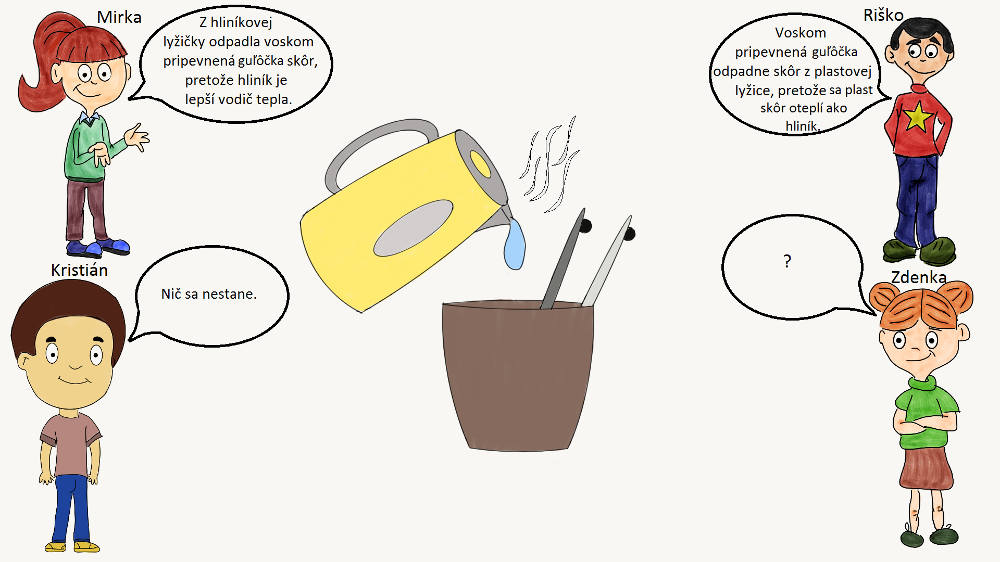 Mirka
Z hliníkovej
lyžičky odpadla voskom
pripevnená guľôčka skôr,
pretože hliník je
lepší vodič tepla.
Riško
Voskom
pripevnená guľôčka
odpadne skôr z plastovej
lyžice, pretože sa plast
skôr oteplí ako
hliník.
Kristián
Nič sa nestane.
?
Zdenka